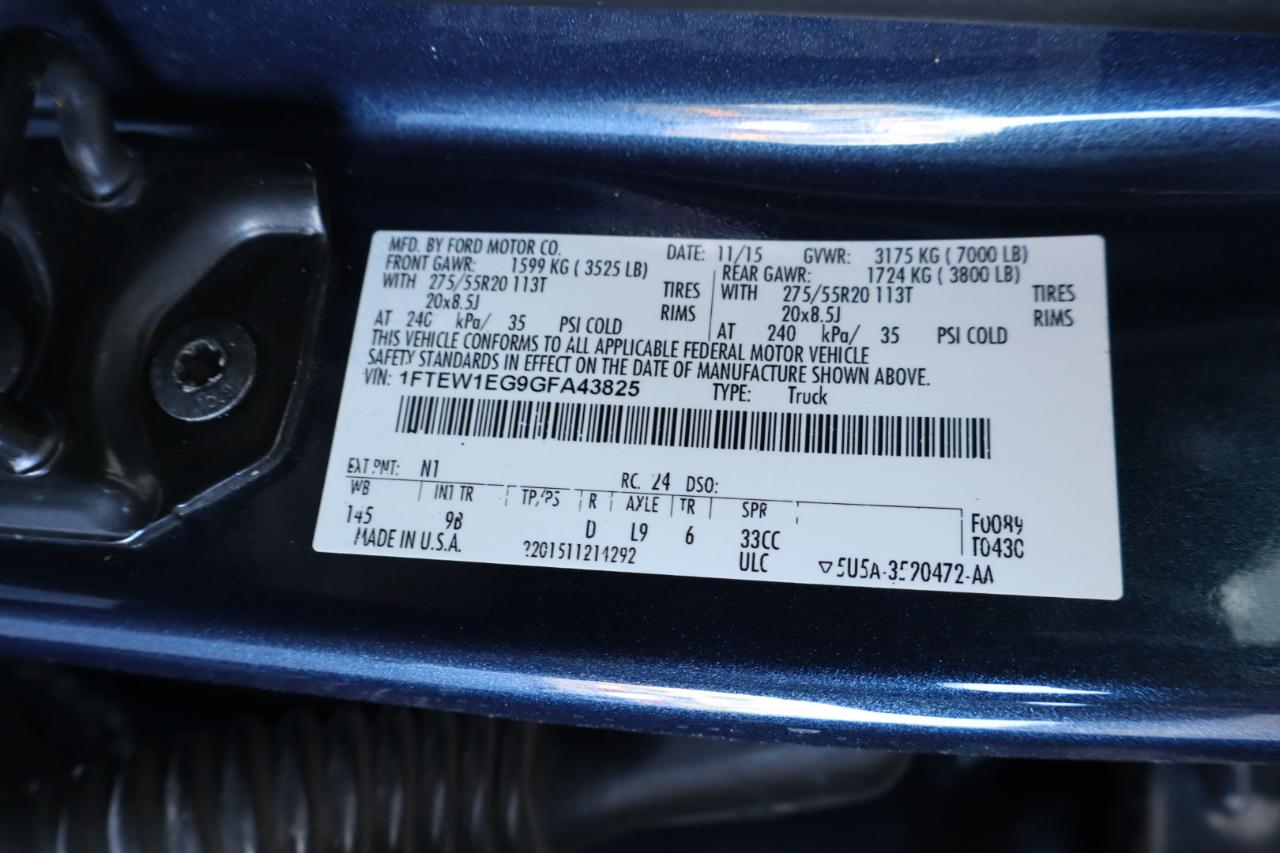 MFD. BY FORD MOTOR CO. DATE: 11/15 GVWR: 3175 KG ( 7000 LB)
FRONT GAWR: 1599 KG ( 3525 LB) REAR GAWR: 1724 KG ( 3800 LB)
WITH 275/55R20 113T TIRES WITH 275/55R20 113T TIRES
20x8.5J RIMS 20x8.5J RIMS
AT 240 kPa/ 35 PSI COLD AT 240 kPa/ 35 PSI COLD
THIS VEHICLE CONFORMS TO ALL APPLICABLE FEDERAL MOTOR VEHICLE
SAFETY STANDARDS IN EFFECT ON THE DATE OF MANUFACTURE SHOWN ABOVE.
VIN: 1FTEW1EG9GFA43825 TYPE: Truck
EXT PNT: N1 RC: 24 DSO:
WB INT TR TP/PS R AXLE TR SPR
145 9B D L9 6 33CC F0089
T043C
MADE IN U.S.A. ULC